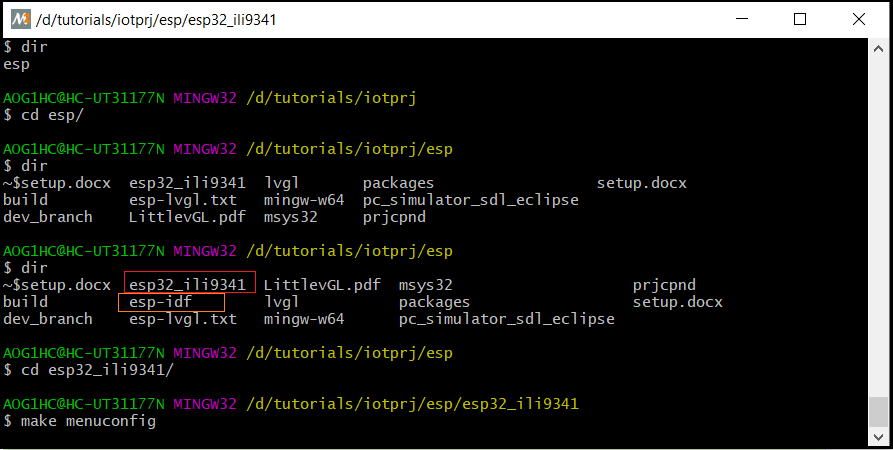 /d/tutorials/iotprj/esp/esp32_ili9341
$ dir
esp
AOG1HC@HC-UT31177N MINGW32 /d/tutorials/iotprj
$ cd esp/
AOG1HC@HC-UT31177N MINGW32 /d/tutorials/iotprj/esp
$ dir
~$setup.docx  esp32_ili9341  lvgl       packages                  setup.docx
build         esp-lvgl.txt   mingw-w64  pc_simulator_sdl_eclipse
dev_branch    LittlevGL.pdf  msys32     prjcpnd
AOG1HC@HC-UT31177N MINGW32 /d/tutorials/iotprj/esp
$ dir
~$setup.docx  esp32_ili9341  LittlevGL.pdf  msys32                    prjcpnd
build         esp-idf        lvgl           packages                  setup.docx
dev_branch    esp-lvgl.txt   mingw-w64      pc_simulator_sdl_eclipse
AOG1HC@HC-UT31177N MINGW32 /d/tutorials/iotprj/esp
$ cd esp32_ili9341/
AOG1HC@HC-UT31177N MINGW32 /d/tutorials/iotprj/esp/esp32_ili9341
$ make menuconfig